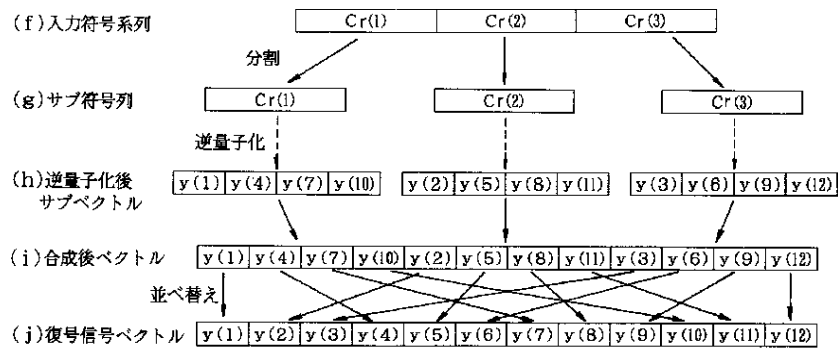 (f)入力符号系列 Cr(1) Cr(2) Cr(3)
分割
(g)サブ符号列 Cr(1) Cr(2) Cr(3)
逆量子化
(h)逆量子化後 y(1) y(4) y(7) y(10) y(2) y(5) y(8) y(11) y(3) y(6) y(9) y(12)
サブベクトル
(i)合成後ベクトル y(1) y(4) y(7) y(10) y(2) y(5) y(8) y(11) y(3) y(6) y(9) y(12)
並べ替え
(j)復号信号ベクトル y(1) y(2) y(3) y(4) y(5) y(6) y(7) y(8) y(9) y(10) y(11) y(12)